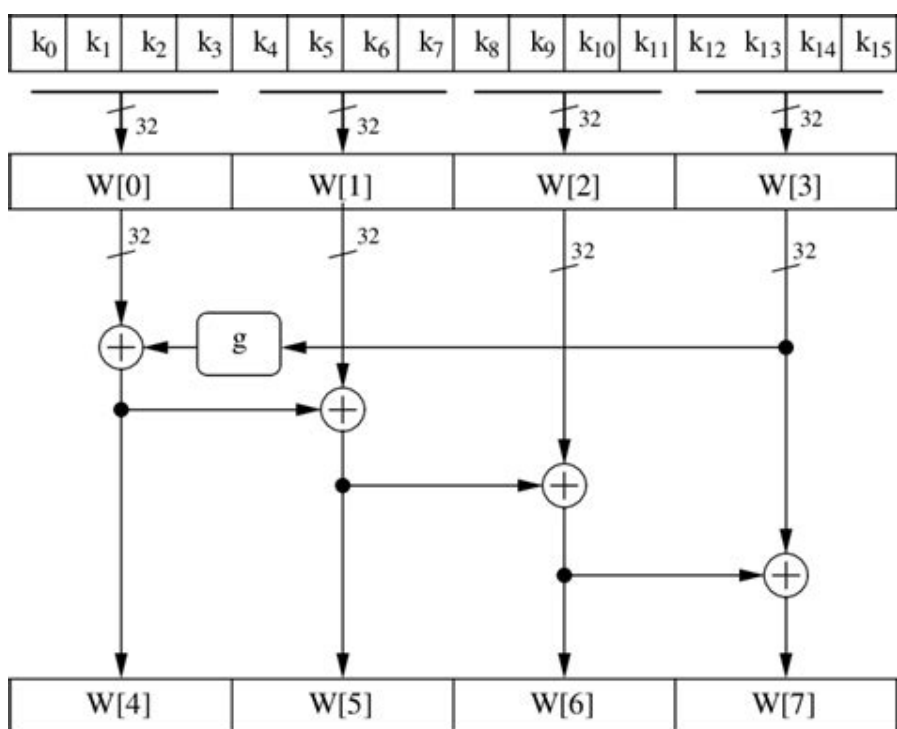 k₀ k₁ k₂ k₃ k₄ k₅ k₆ k₇ k₈ k₉ k₁₀ k₁₁ k₁₂ k₁₃ k₁₄ k₁₅
32 32 32 32
W[0] W[1] W[2] W[3]
32 32 32 32
g
W[4] W[5] W[6] W[7]